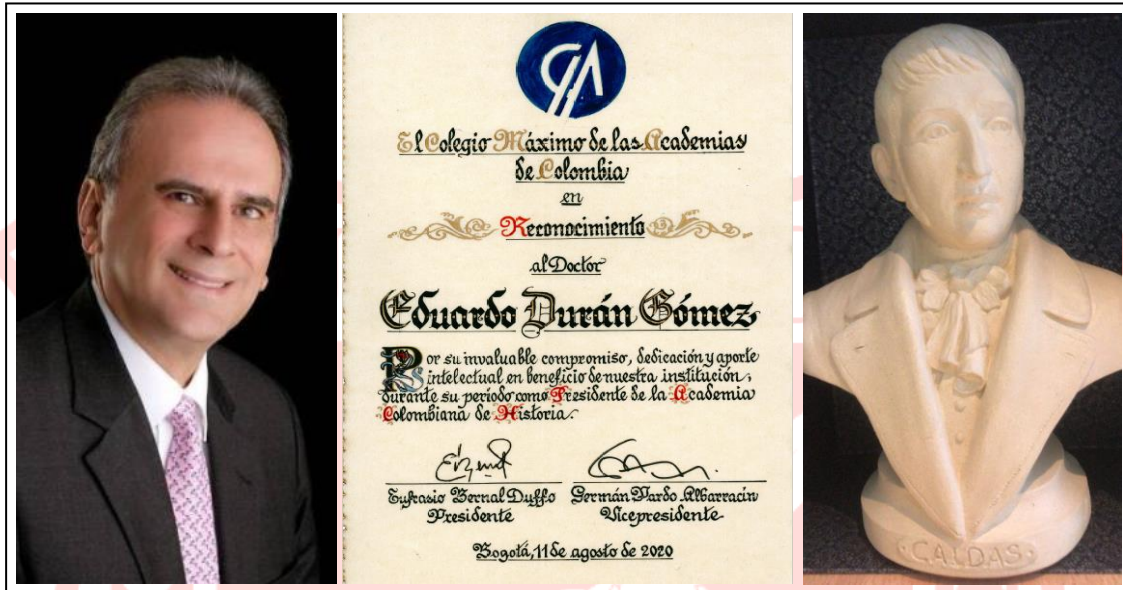 El Colegio Máximo de las Academias
de Colombia
en
Reconocimiento
al Doctor
Eduardo Durán Gómez
Por su invaluable compromiso, dedicación y aporte
intelectual en beneficio de nuestra institución,
durante su periodo como Presidente de la Academia
Colombiana de Historia.
Eufrasio Bernal Duffo Germán Pardo Albarracín
Presidente Vicepresidente
Bogotá, 11 de agosto de 2020
CALDAS